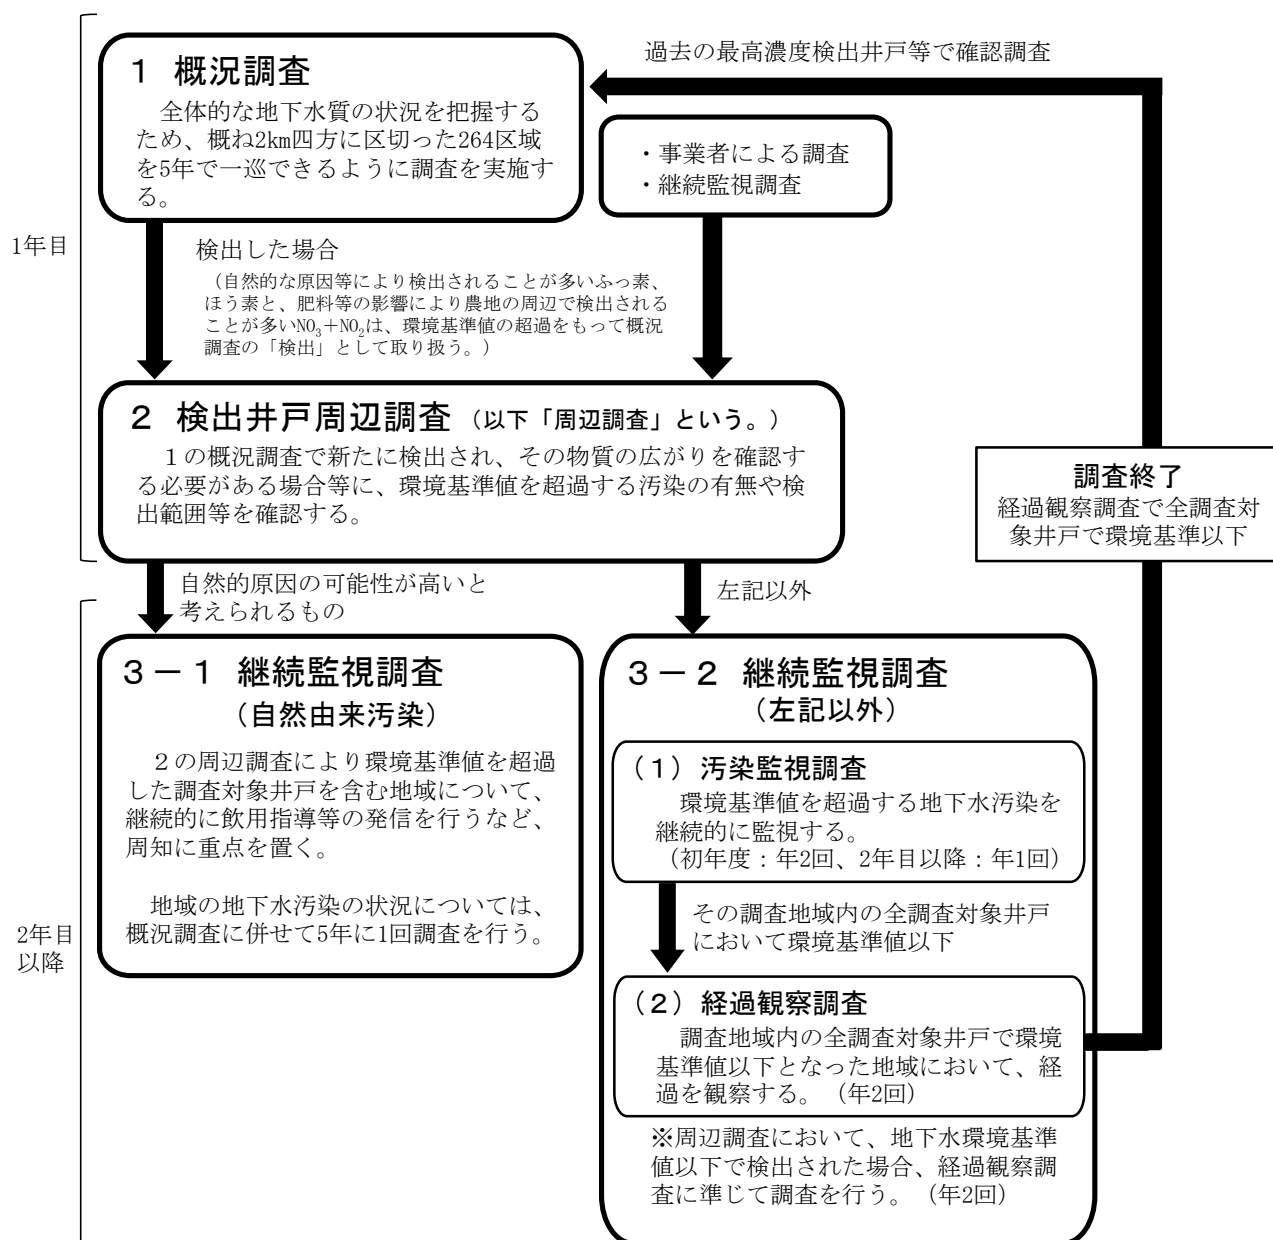 過去の最高濃度検出井戸等で確認調査
1 概況調査
全体的な地下水質の状況を把握する
ため、概ね2km四方に区切った264区域
を5年で一巡できるように調査を実施す
る。
・事業者による調査
・継続監視調査
1年目
検出した場合
（自然的な原因等により検出されることが多いふっ素、
ほう素と、肥料等の影響により農地の周辺で検出される
ことが多いNO₃＋NO₂は、環境基準値の超過をもって概況
調査の「検出」として取り扱う。）
２ 検出井戸周辺調査（以下「周辺調査」という。）
１の概況調査で新たに検出され、その物質の広がりを確認す
る必要がある場合等に、環境基準値を超過する汚染の有無や検
出範囲等を確認する。
調査終了
経過観察調査で全調査対
象井戸で環境基準以下
自然的原因の可能性が高いと
考えられるもの
左記以外
３－１ 継続監視調査
（自然由来汚染）
２の周辺調査により環境基準値を超過
した調査対象井戸を含む地域について、
継続的に飲用指導等の発信を行うなど、
周知に重点を置く。
地域の地下水汚染の状況については、
概況調査に併せて5年に1回調査を行う。
2年目
以降
３－２ 継続監視調査
（左記以外）
（１）汚染監視調査
環境基準値を超過する地下水汚染を
継続的に監視する。
（初年度：年2回、2年目以降：年1回）
その調査地域内の全調査対象井戸
において環境基準値以下
（２）経過観察調査
調査地域内の全調査対象井戸で環境
基準値以下となった地域において、経
過を観察する。（年2回）
※周辺調査において、地下水環境基準
値以下で検出された場合、経過観察調
査に準じて調査を行う。（年2回）